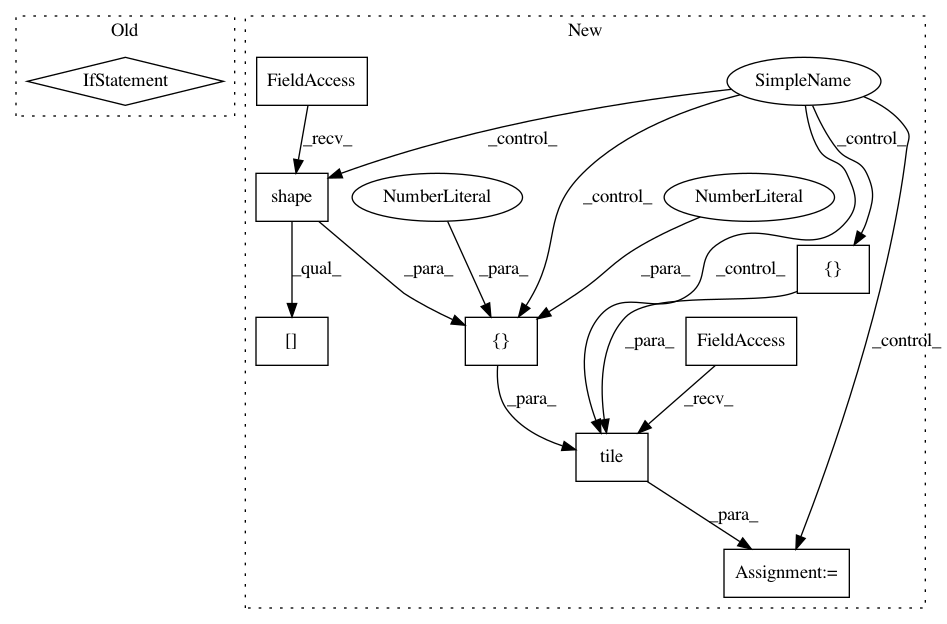 Old
New
IfStatement
FieldAccess
SimpleName
_recv_
_control_
_control_
shape
NumberLiteral
NumberLiteral
_control_
{}
_qual_
_para_
_para_
_para_
_control_
[]
{}
_para_
FieldAccess
_control_
_para_
_recv_
tile
_para_
Assignment:=